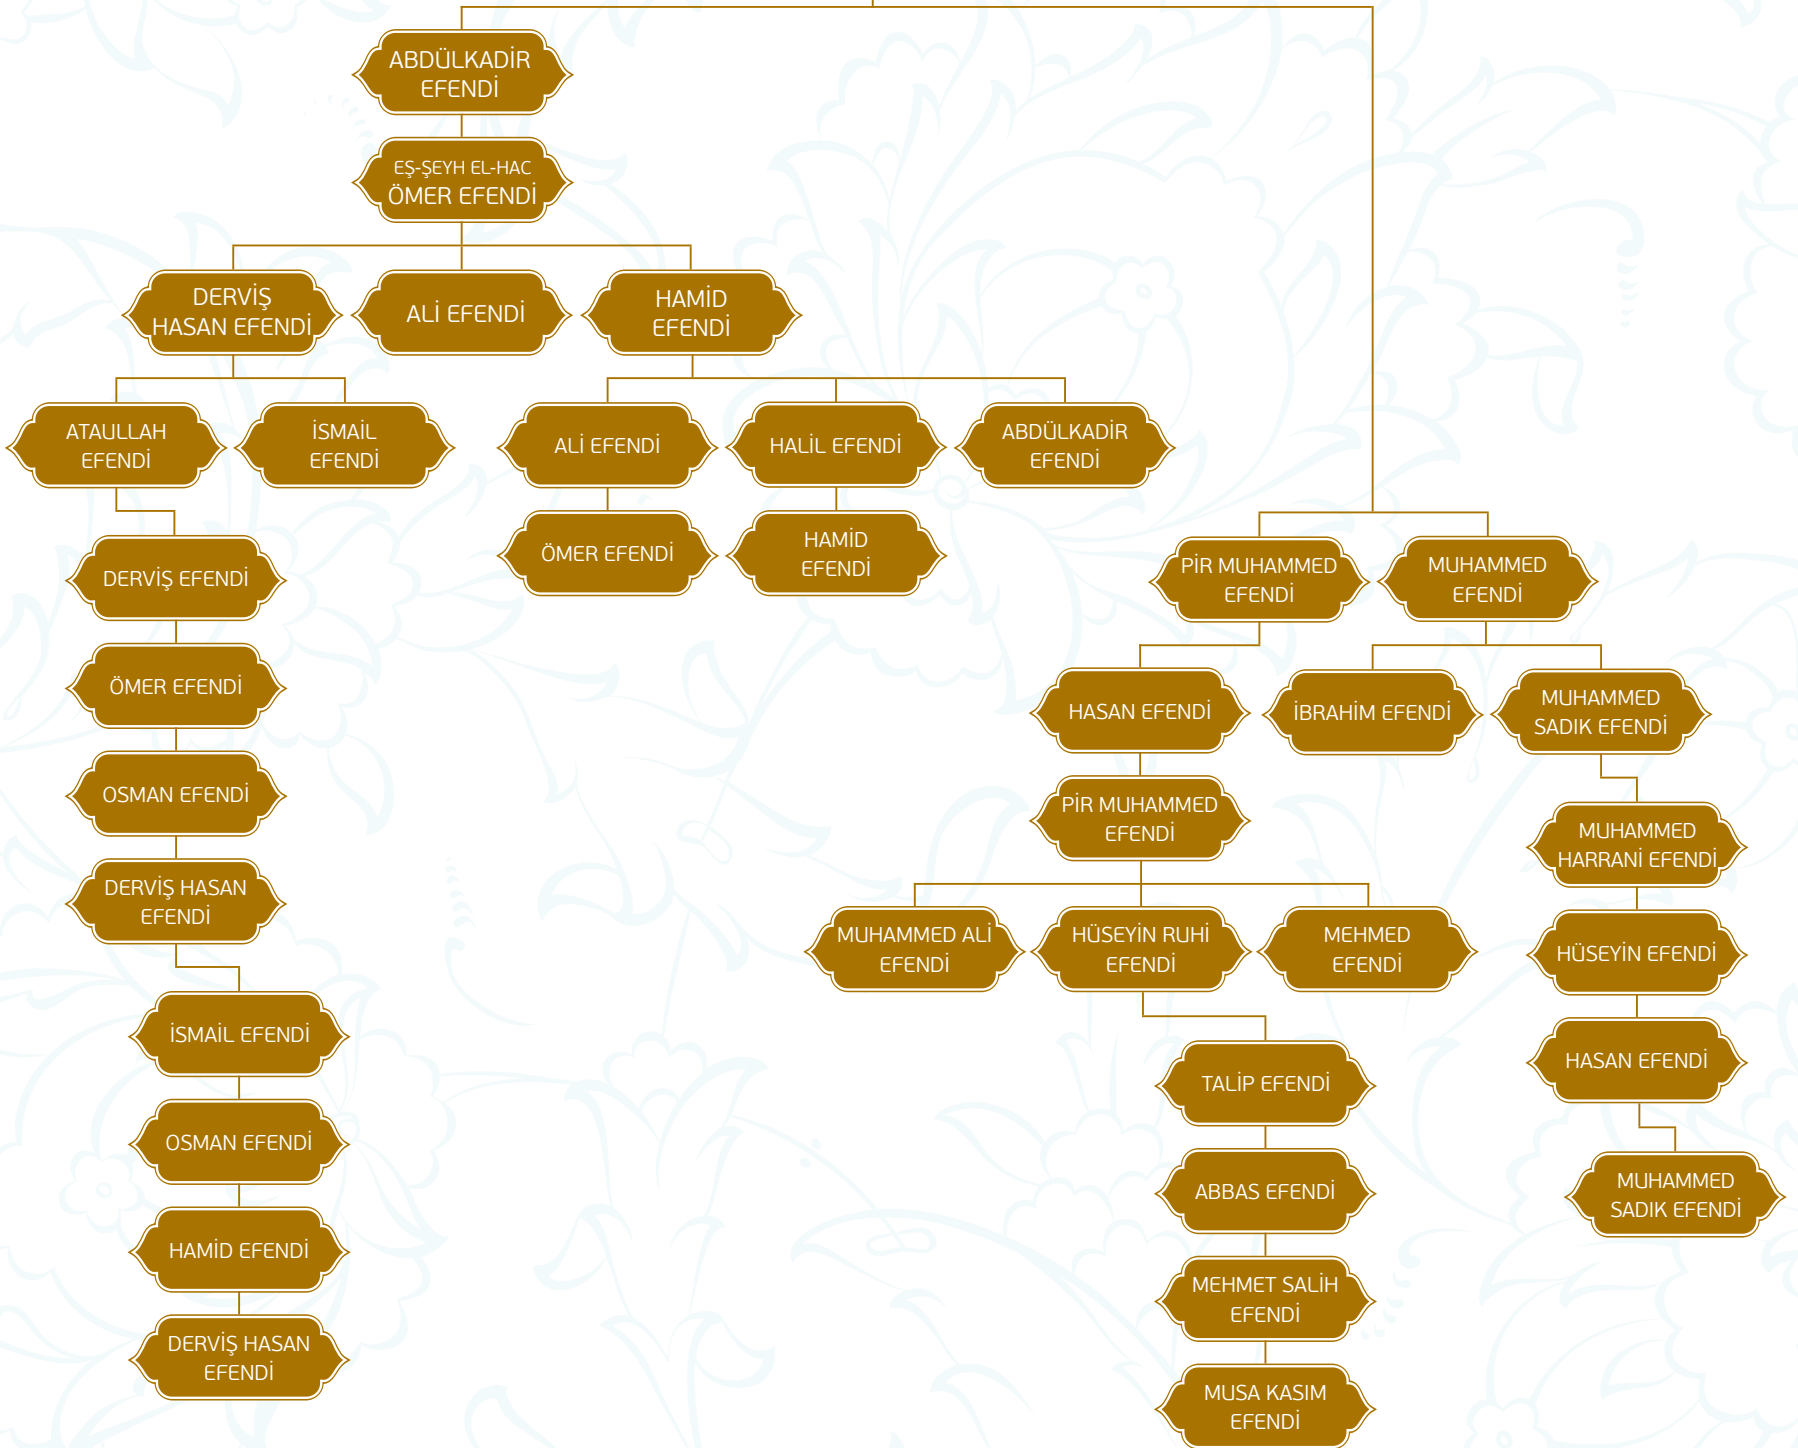 ABDÜLKADİR
EFENDİ
EŞ-ŞEYH EL-HAC
ÖMER EFENDİ
DERVİŞ
HASAN EFENDİ
ALİ EFENDİ
HAMİD
EFENDİ
ATAULLAH
EFENDİ
İSMAİL
EFENDİ
ALİ EFENDİ
HALİL EFENDİ
ABDÜLKADİR
EFENDİ
DERVİŞ EFENDİ
ÖMER EFENDİ
HAMİD
EFENDİ
PİR MUHAMMED
EFENDİ
MUHAMMED
EFENDİ
ÖMER EFENDİ
HASAN EFENDİ
İBRAHİM EFENDİ
MUHAMMED
SADIK EFENDİ
OSMAN EFENDİ
PİR MUHAMMED
EFENDİ
MUHAMMED
HARRANİ EFENDİ
DERVİŞ HASAN
EFENDİ
MUHAMMED ALİ
EFENDİ
HÜSEYİN RUHİ
EFENDİ
MEHMED
EFENDİ
HÜSEYİN EFENDİ
İSMAİL EFENDİ
TALİP EFENDİ
HASAN EFENDİ
OSMAN EFENDİ
ABBAS EFENDİ
MUHAMMED
SADIK EFENDİ
HAMİD EFENDİ
MEHMET SALİH
EFENDİ
DERVİŞ HASAN
EFENDİ
MUSA KASIM
EFENDİ